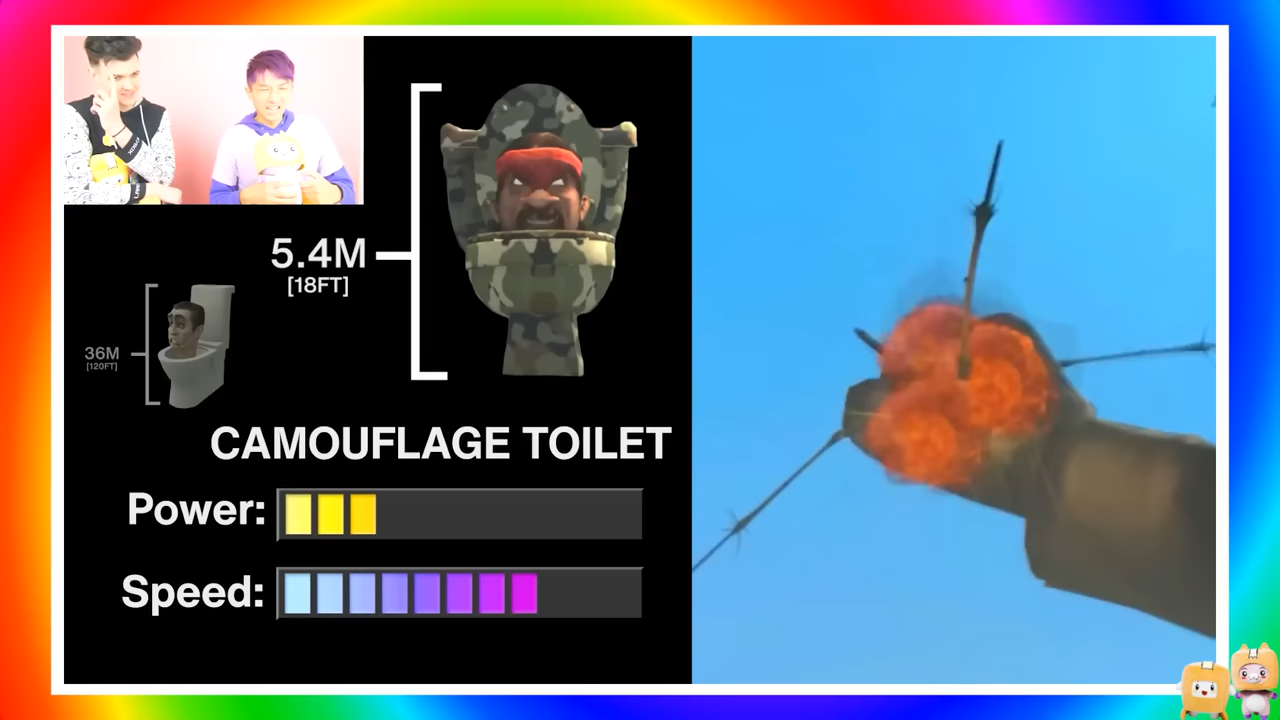 5.4M
[18FT]
36M
[120FT]
CAMOUFLAGE TOILET
Power:
Speed: